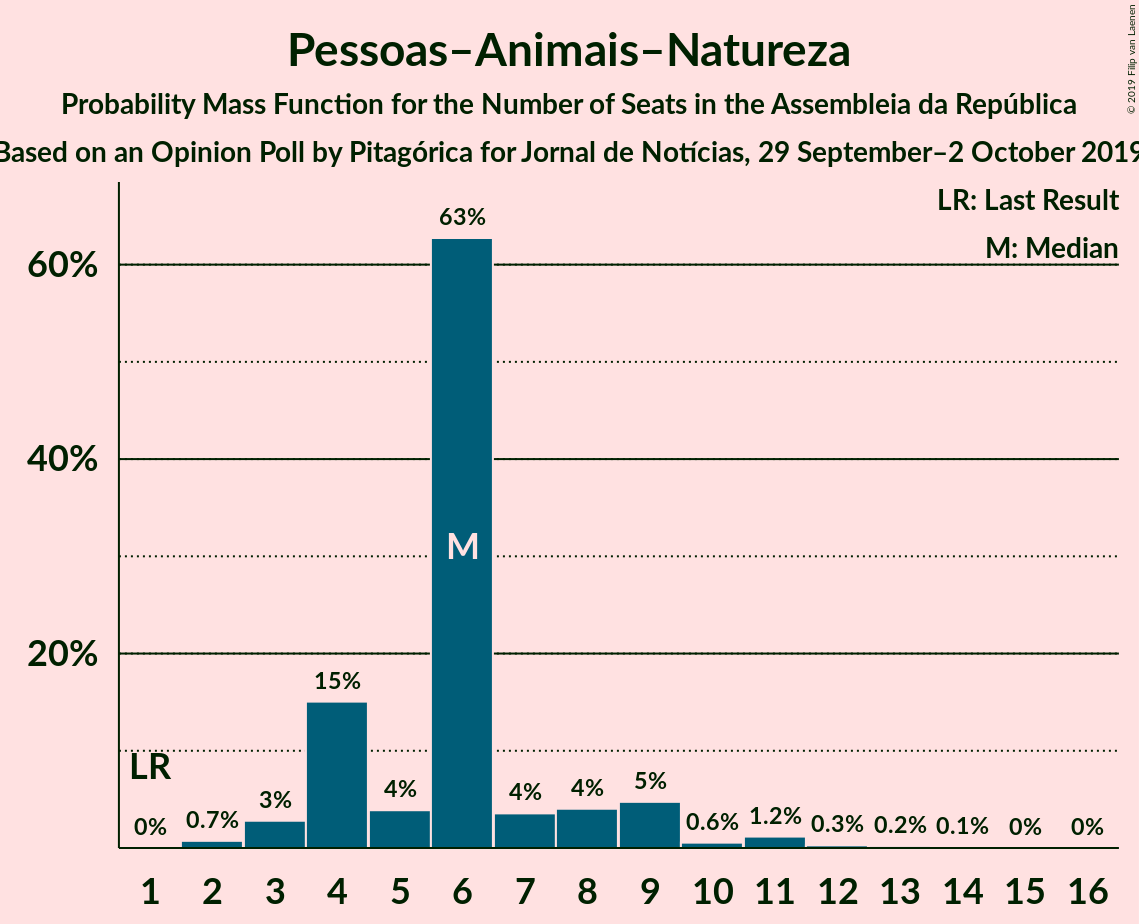 Pessoas–Animais–Natureza
Probability Mass Function for the Number of Seats in the Assembleia da República
Based on an Opinion Poll by Pitagórica for Jornal de Notícias, 29 September–2 October 2019
© 2019 Filip van Laenen
LR: Last Result
M: Median
60%
40%
20%
LR
M
0% 0.7% 3% 15% 4% 63% 4% 4% 5% 0.6% 1.2% 0.3% 0.2% 0.1% 0% 0%
1 2 3 4 5 6 7 8 9 10 11 12 13 14 15 16